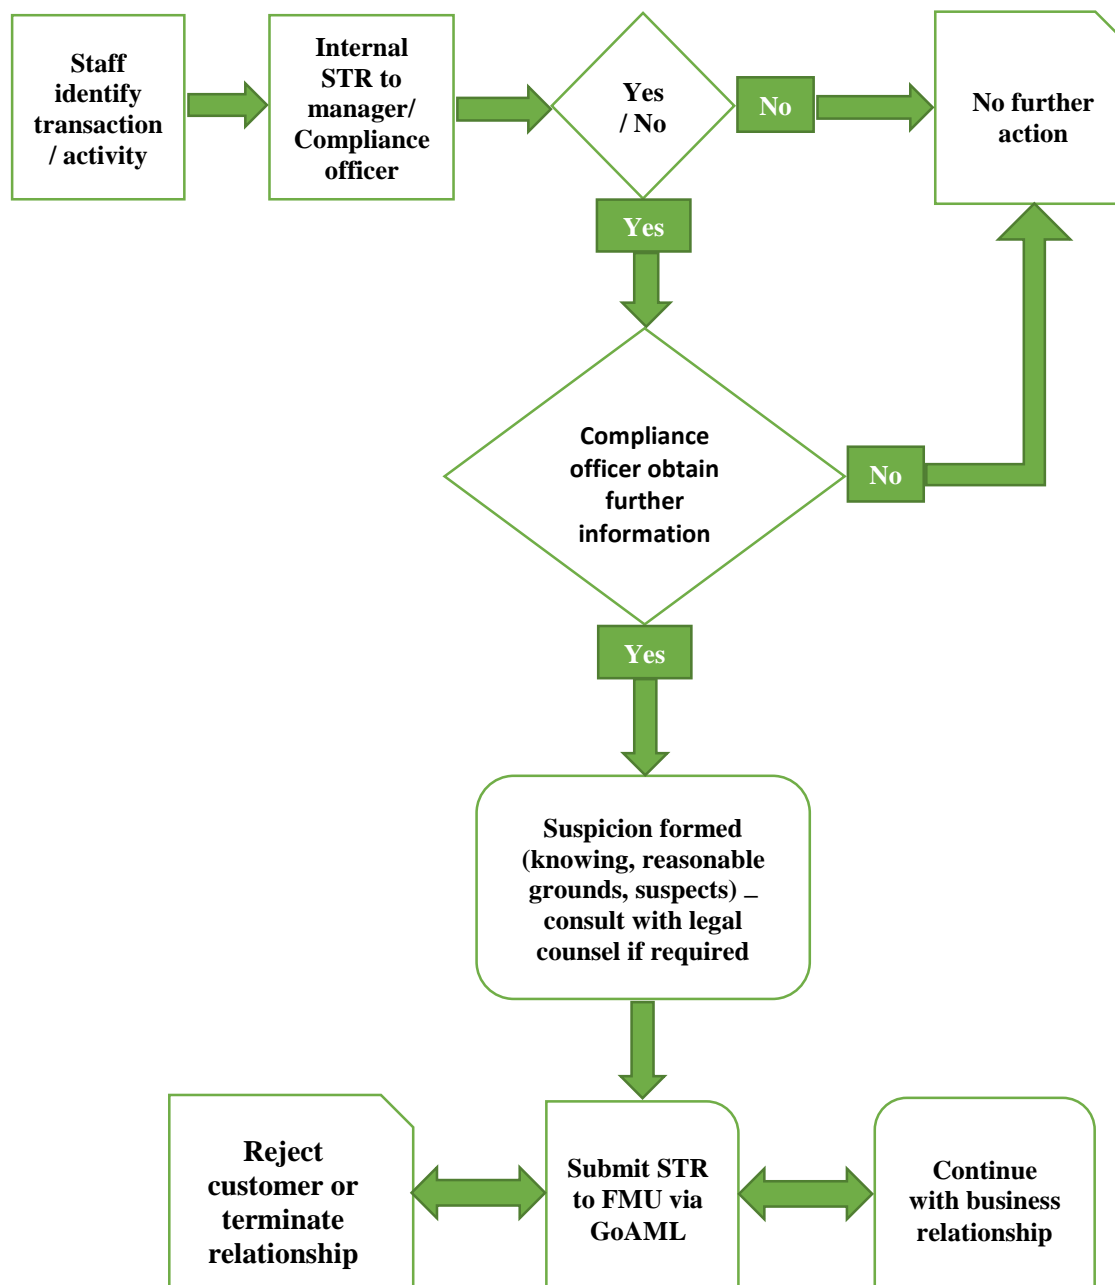 Staff
identify
transaction
/ activity
Internal
STR to
manager/
Compliance
officer
Yes
/ No
No
No further
action
Yes
Compliance
officer obtain
further
information
No
Yes
Suspicion formed
(knowing, reasonable
grounds, suspects) –
consult with legal
counsel if required
Reject
customer or
terminate
relationship
Submit STR
to FMU via
GoAML
Continue
with business
relationship